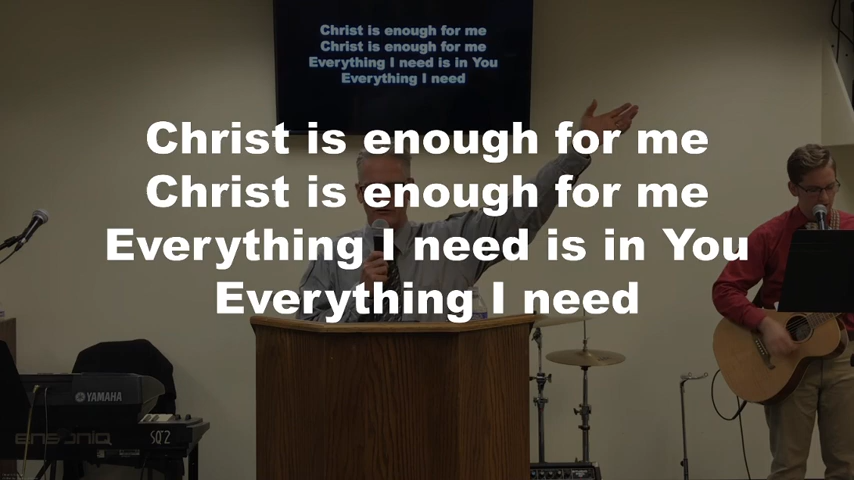 Christ is enough for me
Christ is enough for me
Everything I need is in You
Everything I need
Christ is enough for me
Christ is enough for me
Everything I need is in You
Everything I need
YAMAHA
ensoniq
SQ2